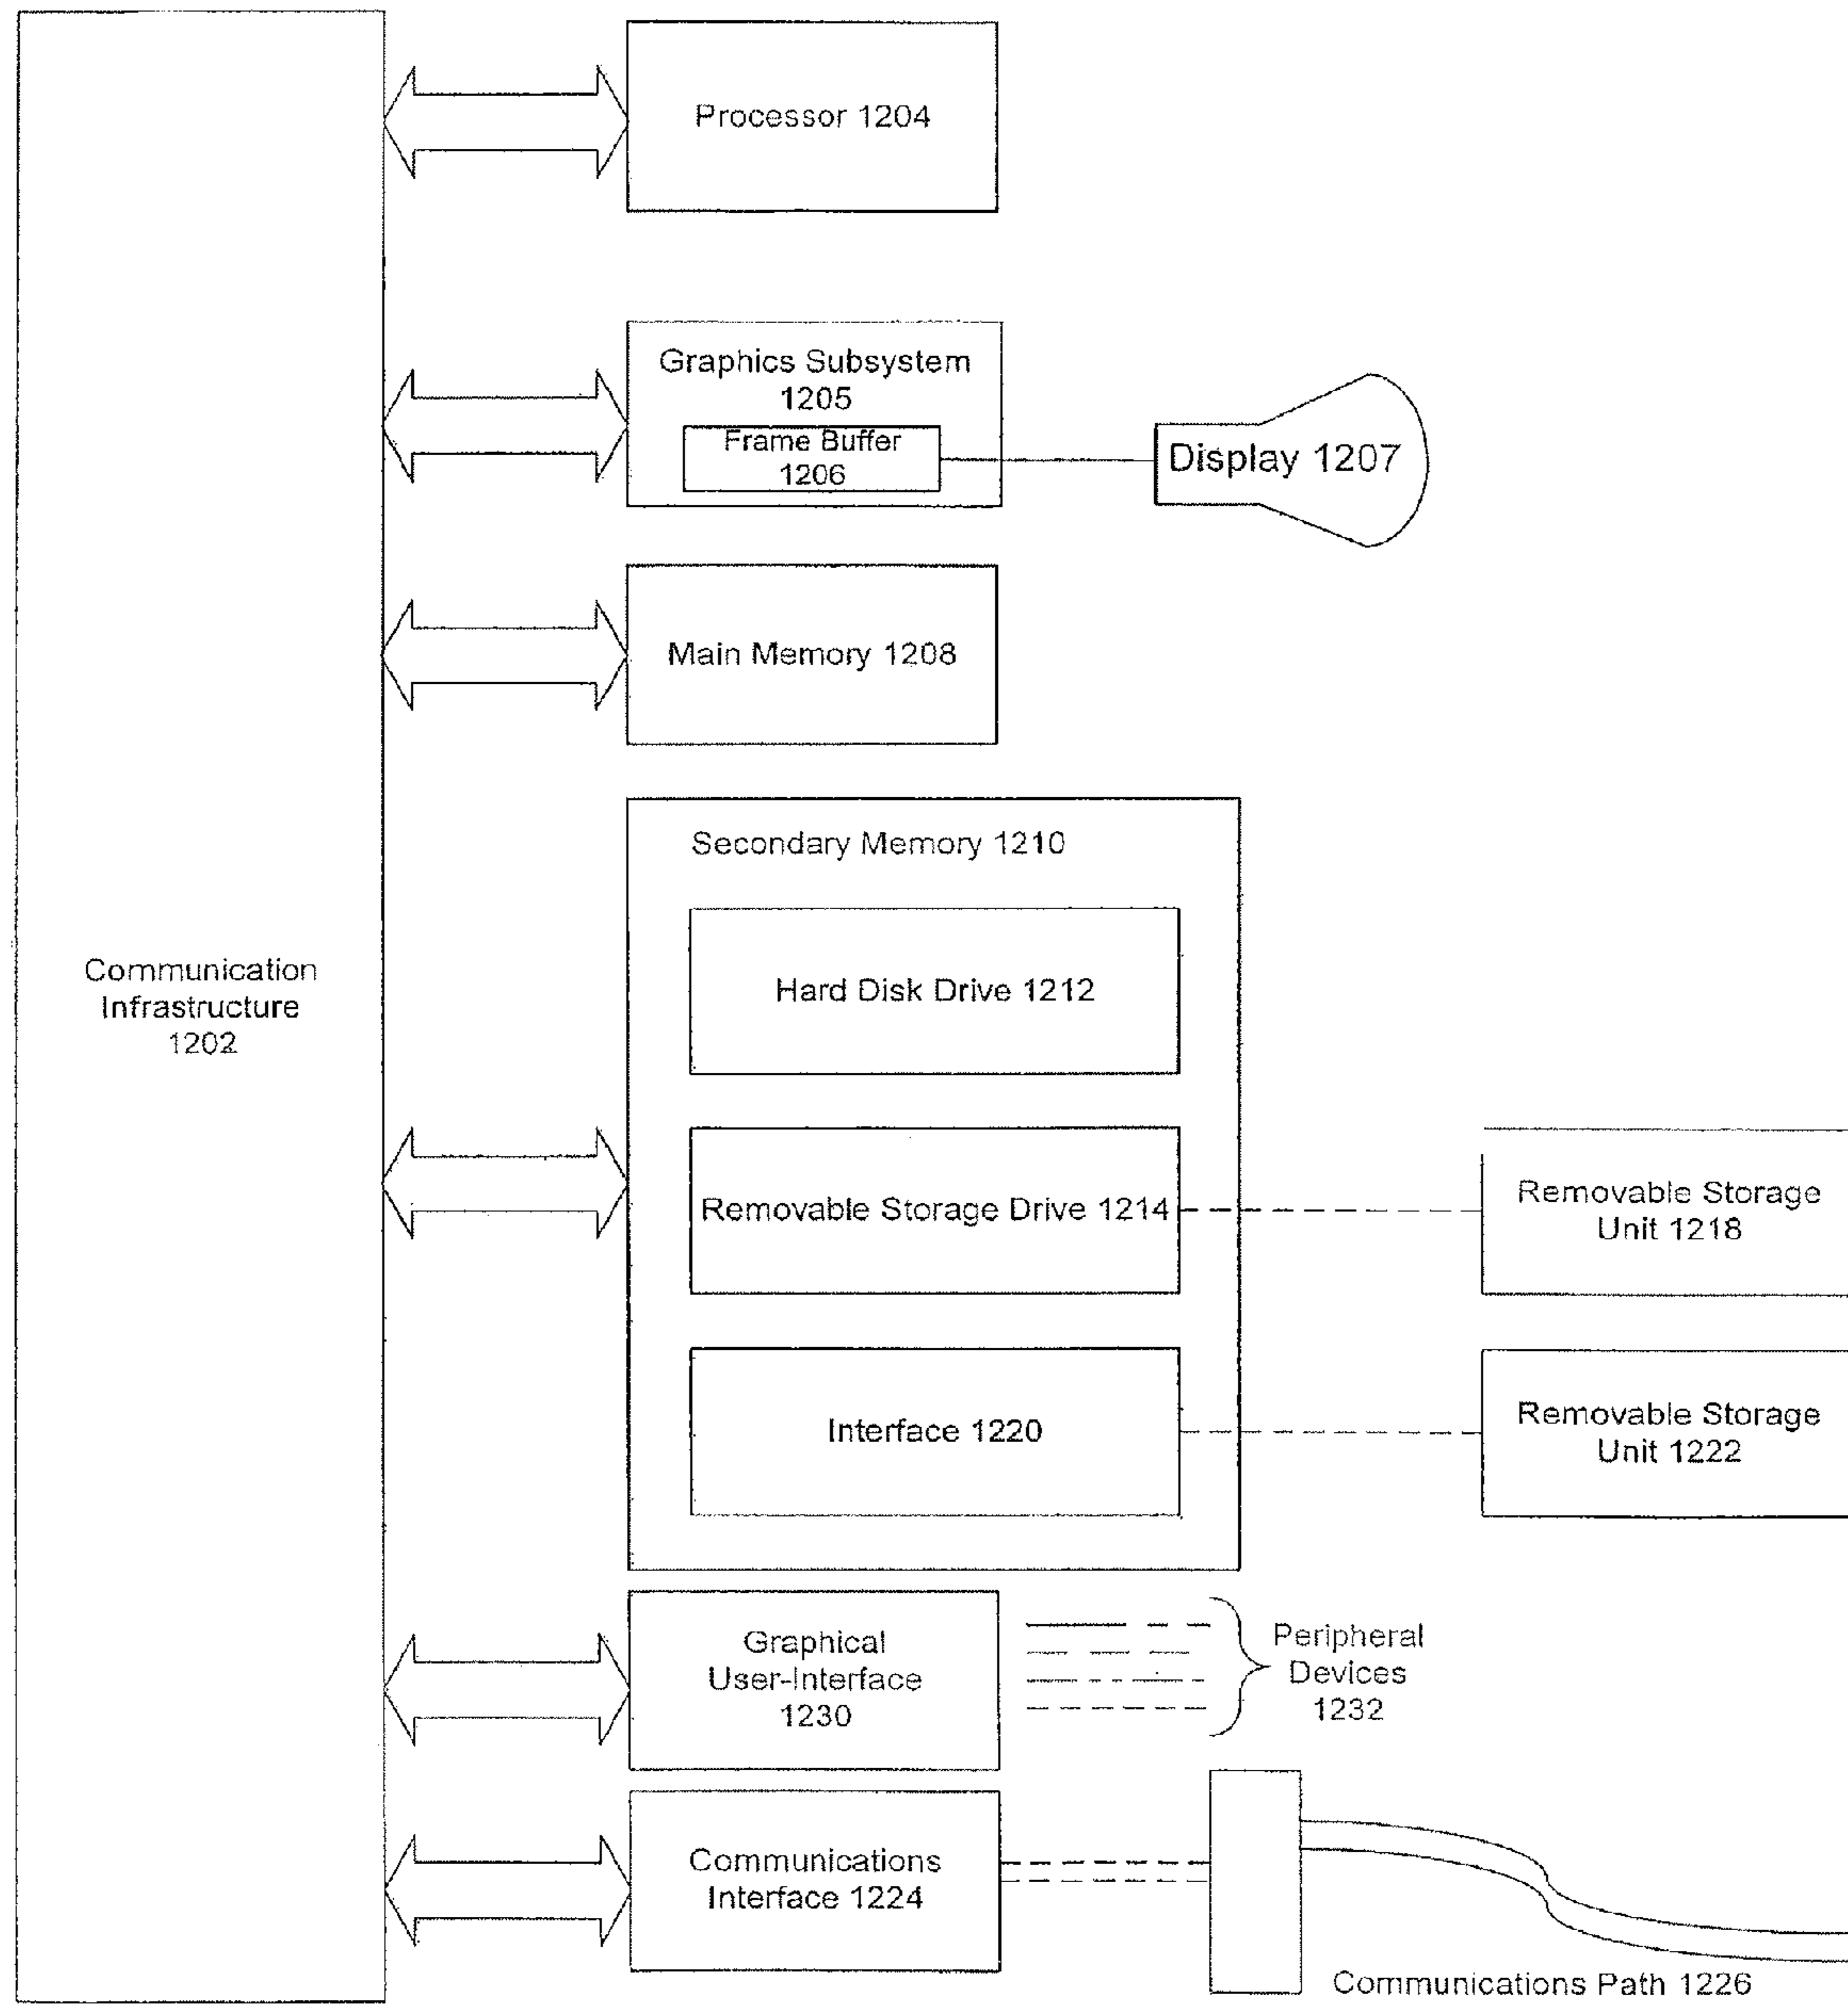 Processor 1204
Graphics Subsystem
1205
Frame Buffer
1206
Display 1207
Main Memory 1208
Secondary Memory 1210
Hard Disk Drive 1212
Communication
Infrastructure
1202
Removable Storage Drive 1214
Removable Storage
Unit 1218
Interface 1220
Removable Storage
Unit 1222
Graphical
User-Interface
1230
Peripheral
Devices
1232
Communications
Interface 1224
Communications Path 1226